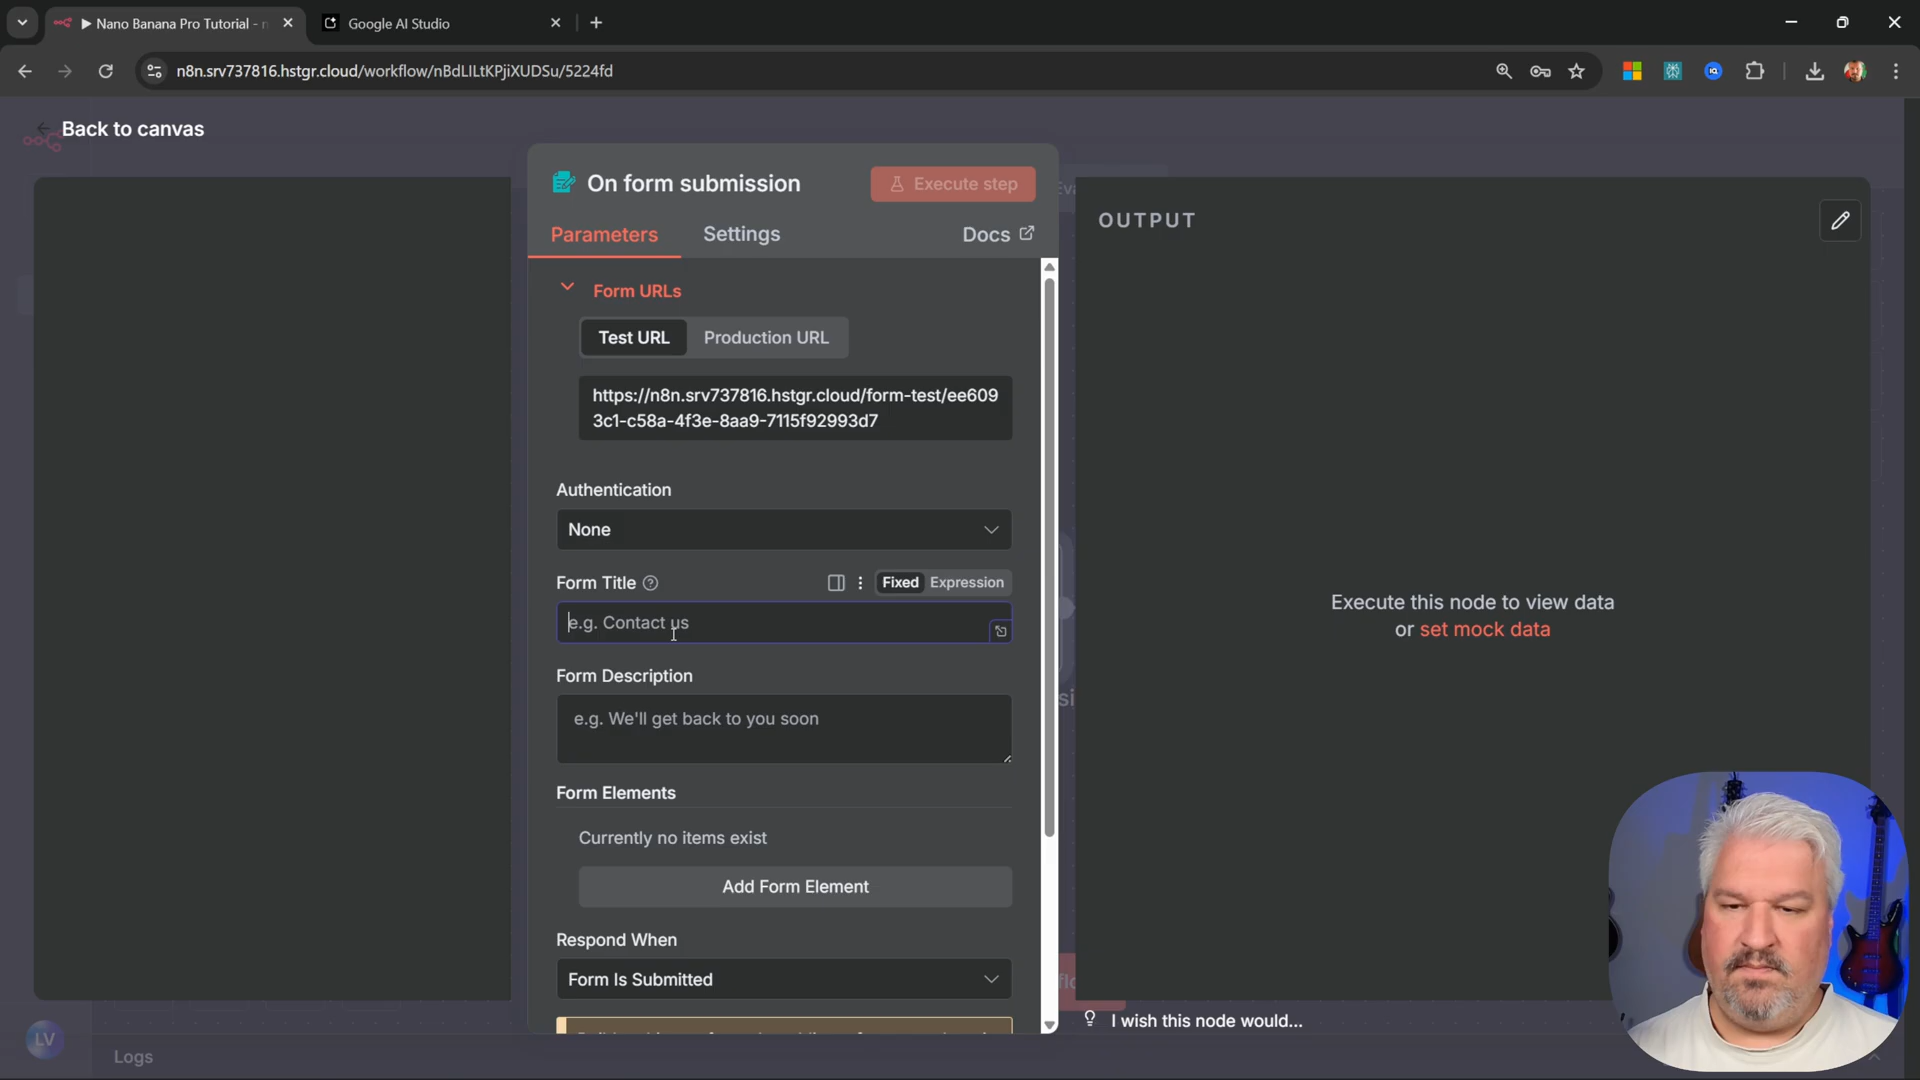 ▶ Nano Banana Pro Tutorial - n
Google AI Studio
n8n.srv737816.hstgr.cloud/workflow/nBdLILtKPjiXUDSu/5224fd
Back to canvas
On form submission
Execute step
Parameters
Settings
Docs
Form URLs
Test URL
Production URL
https://n8n.srv737816.hstgr.cloud/form-test/ee609
3c1-c58a-4f3e-8aa9-7115f92993d7
Authentication
None
Form Title
Fixed
Expression
e.g. Contact us
Form Description
e.g. We'll get back to you soon
Form Elements
Currently no items exist
Add Form Element
Respond When
Form Is Submitted
OUTPUT
Execute this node to view data
or set mock data
I wish this node would...
LV
Logs